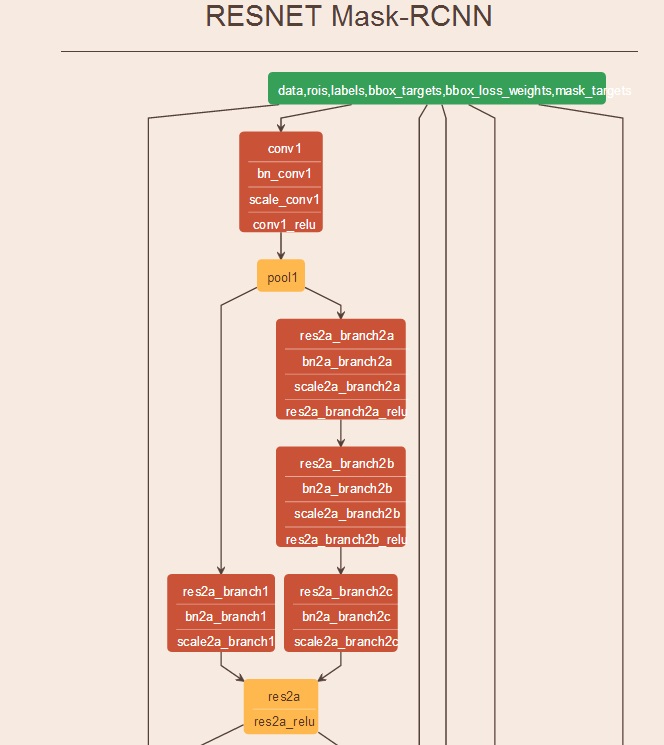 RESNET Mask-RCNN
data,rois,labels,bbox_targets,bbox_loss_weights,mask_targets
conv1
bn_conv1
scale_conv1
conv1_relu
pool1
res2a_branch2a
bn2a_branch2a
scale2a_branch2a
res2a_branch2a_relu
res2a_branch2b
bn2a_branch2b
scale2a_branch2b
res2a_branch2b_relu
res2a_branch1
bn2a_branch1
scale2a_branch1
res2a_branch2c
bn2a_branch2c
scale2a_branch2c
res2a
res2a_relu